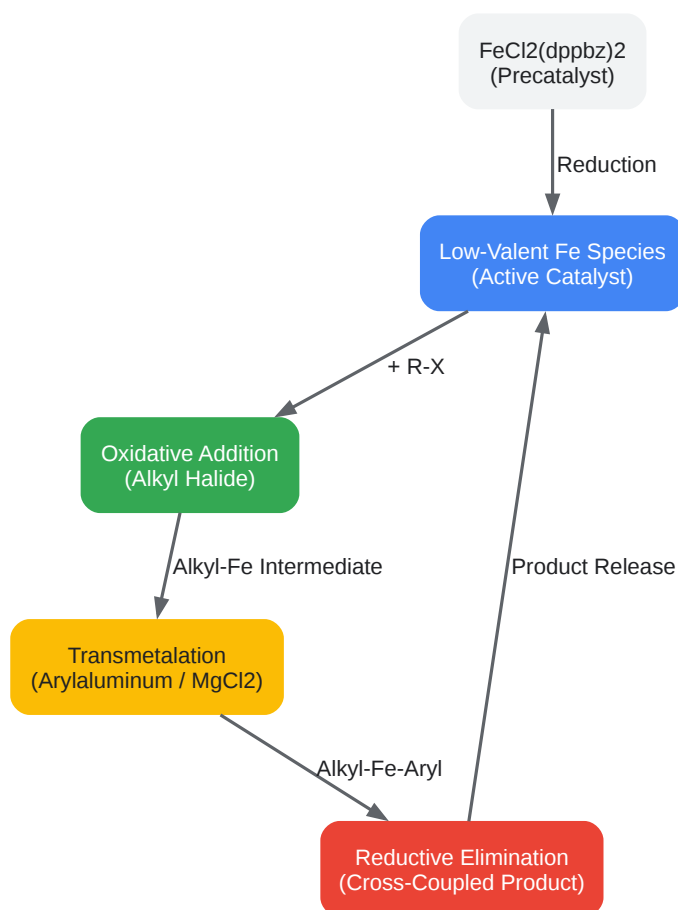 FeCl2(dppbz)2
(Precatalyst)
Reduction
Low-Valent Fe Species
(Active Catalyst)
+ R-X
Oxidative Addition
(Alkyl Halide)
Alkyl-Fe Intermediate
Product Release
Transmetalation
(Arylaluminum / MgCl2)
Alkyl-Fe-Aryl
Reductive Elimination
(Cross-Coupled Product)